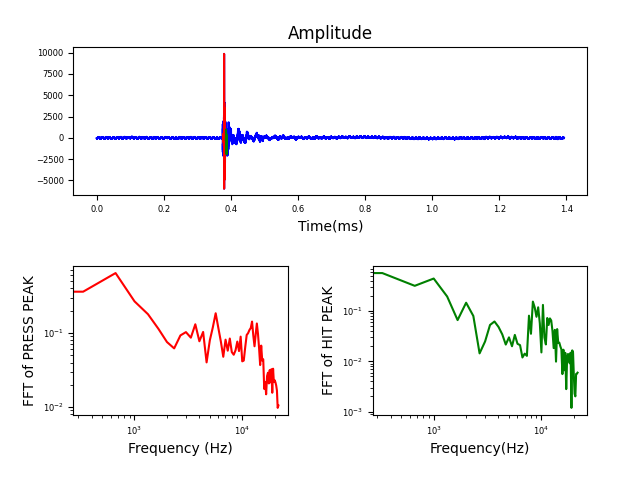 Amplitude
10000
7500
5000
2500
0
−2500
−5000
0.0 0.2 0.4 0.6 0.8 1.0 1.2 1.4
Time(ms)
FFT of PRESS PEAK
10⁻¹
10⁻²
10³ 10⁴
Frequency (Hz)
FFT of HIT PEAK
10⁻¹
10⁻²
10⁻³
10³ 10⁴
Frequency(Hz)